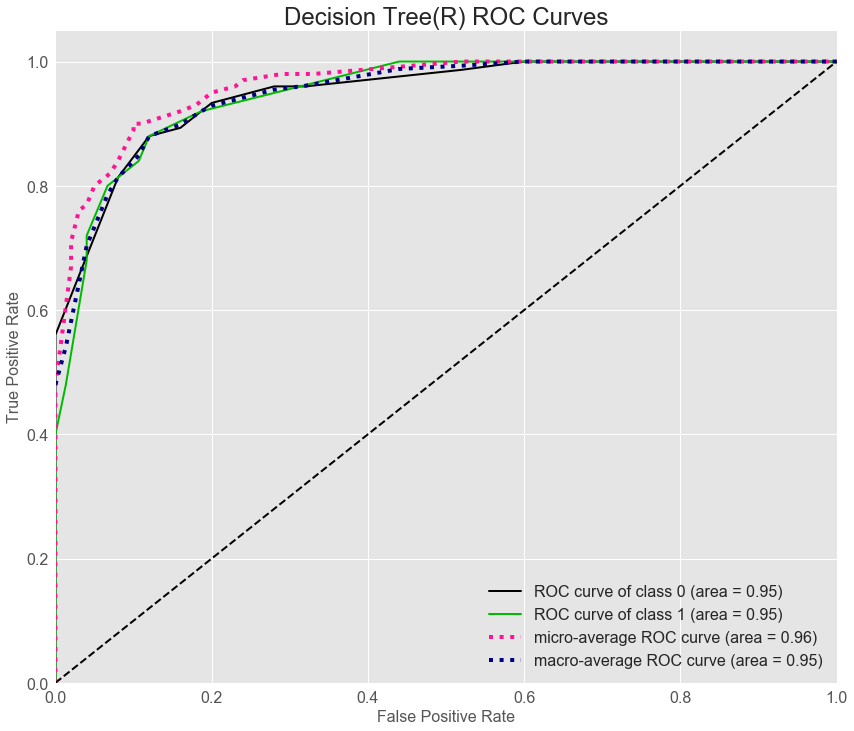 Decision Tree(R) ROC Curves
1.0
0.8
0.6
0.4
0.2
0.0
True Positive Rate
ROC curve of class 0 (area = 0.95)
ROC curve of class 1 (area = 0.95)
micro-average ROC curve (area = 0.96)
macro-average ROC curve (area = 0.95)
0.0 0.2 0.4 0.6 0.8 1.0
False Positive Rate